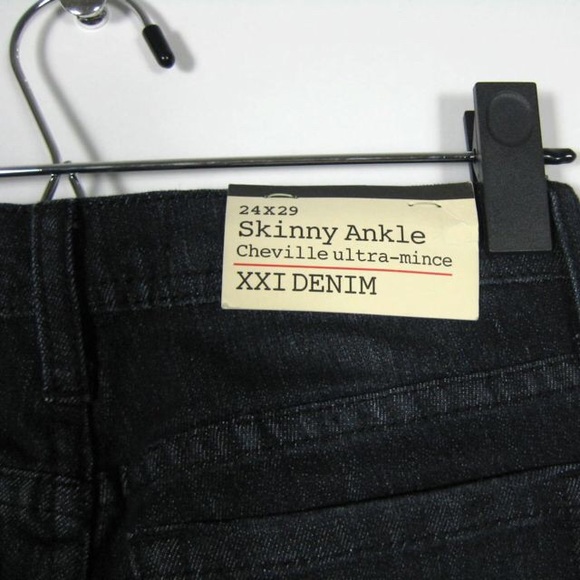 24X29
Skinny Ankle
Cheville ultra-mince
XXI DENIM